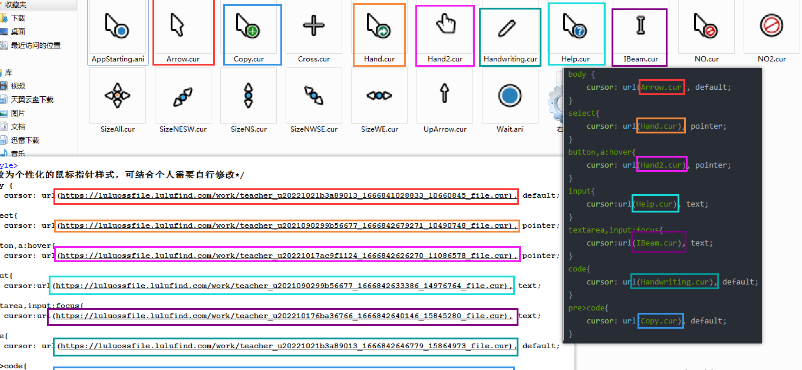 收藏夹
下载
桌面
最近访问的位置
库
视频
天翼云盘下载
图片
文档
迅雷下载
音乐
AppStarting.ani
Arrow.cur
Copy.cur
Cross.cur
Hand.cur
Hand2.cur
Handwriting.cur
Help.cur
IBeam.cur
NO.cur
NO2.cur
SizeAll.cur
SizeNESW.cur
SizeNS.cur
SizeNWSE.cur
SizeWE.cur
UpArrow.cur
Wait.ani
右
body {
cursor: url(Arrow.cur), default;
}
select{
cursor: url(Hand.cur), pointer;
}
button,a:hover{
cursor: url(Hand2.cur), pointer;
}
input{
cursor:url(Help.cur), text;
}
textarea,input:focus{
cursor:url(IBeam.cur), text;
}
code{
cursor: url(Handwriting.cur), default;
}
pre>code{
cursor: url(Copy.cur), default;
}
yle>
为个性化的鼠标指针样式，可结合个人需要自行修改*/
y {
cursor: url(https://luluossfile.lulufind.com/work/teacher_u20221021b3a89013_1666841028833_10660845_file.cur), default;
ect{
cursor: url(https://luluossfile.lulufind.com/work/teacher_u2021090299b56677_1666842679271_10490748_file.cur), pointer;
ton,a:hover{
cursor: url(https://luluossfile.lulufind.com/work/teacher_u20221017ac9f1124_1666842626270_11086578_file.cur), pointer;
ut{
cursor:url(https://luluossfile.lulufind.com/work/teacher_u2021090299b56677_1666842633386_14976764_file.cur), text;
tarea,input:focus{
cursor:url(https://luluossfile.lulufind.com/work/teacher_u202210176ba36766_1666842640146_15845280_file.cur), text;
e{
cursor: url(https://luluossfile.lulufind.com/work/teacher_u20221021b3a89013_1666842646779_15864973_file.cur), default;
>code{